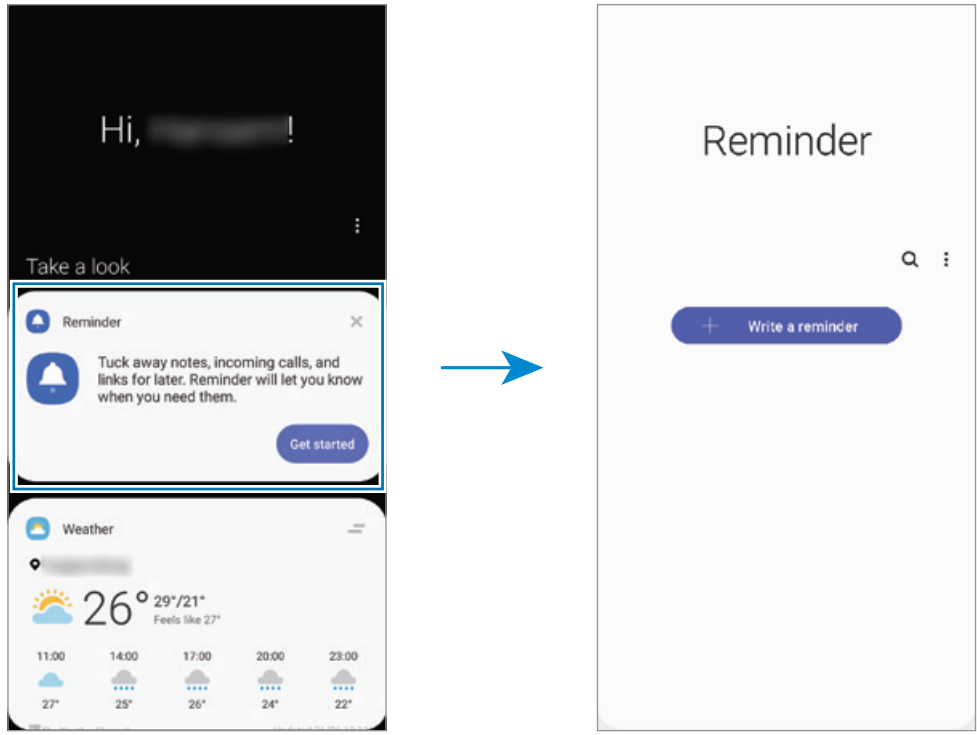 Hi, !
Take a look
Reminder
Tuck away notes, incoming calls, and
links for later. Reminder will let you know
when you need them.
Get started
Weather
26° 29°/21°
Feels like 27°
11:00 14:00 17:00 20:00 23:00
27° 25° 26° 24° 22°
Reminder
Write a reminder